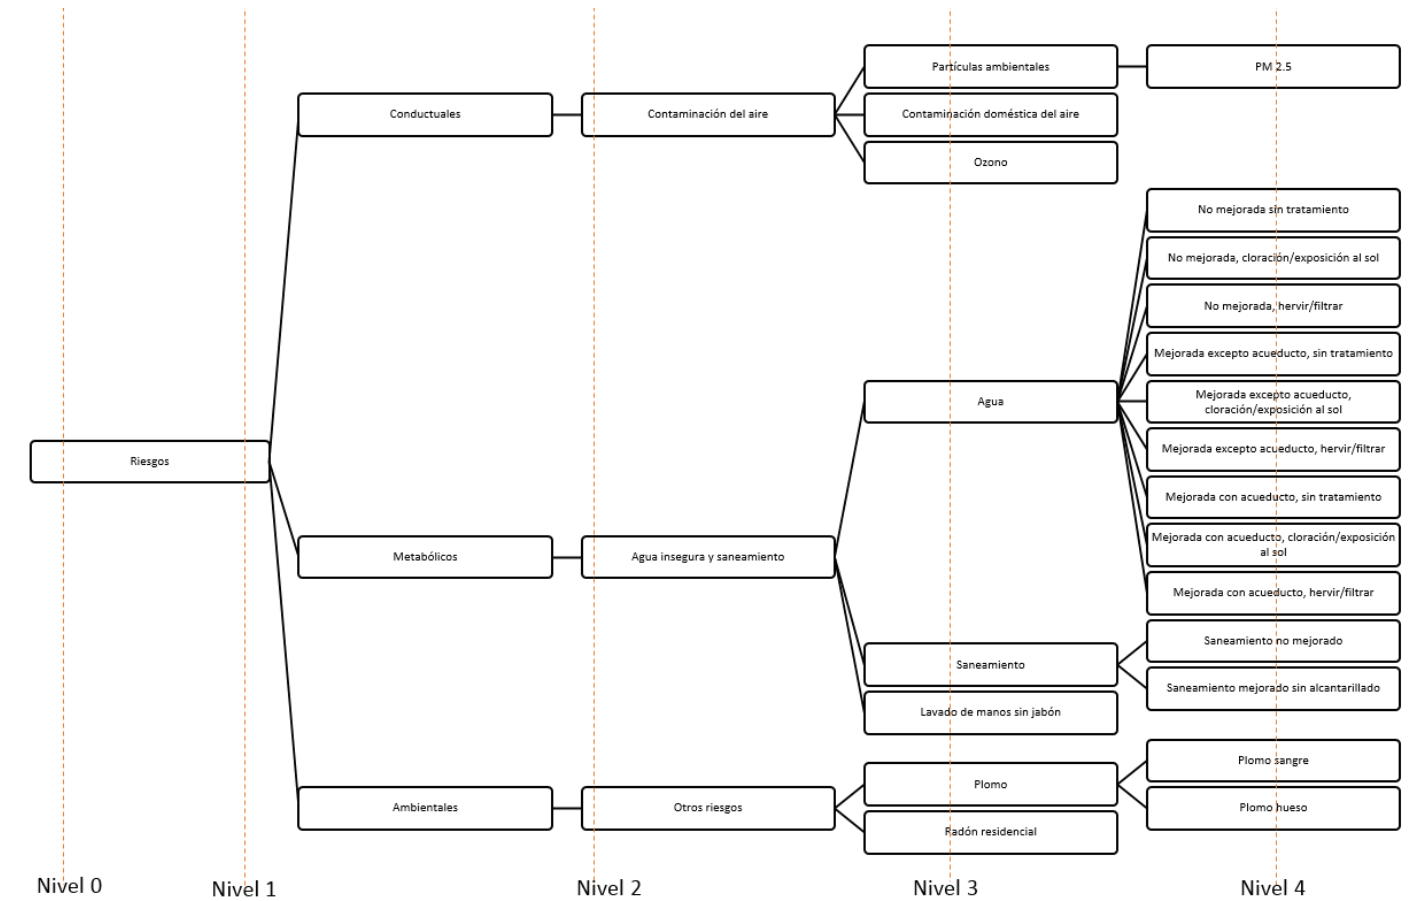 Partículas ambientales
PM 2.5
Conductuales
Contaminación del aire
Contaminación doméstica del aire
Ozono
No mejorada sin tratamiento
No mejorada, cloración/exposición al sol
No mejorada, hervir/filtrar
Mejorada excepto acueducto, sin tratamiento
Agua
Mejorada excepto acueducto,
cloración/exposición al sol
Mejorada excepto acueducto, hervir/filtrar
Riesgos
Mejorada con acueducto, sin tratamiento
Mejorada con acueducto, cloración/exposición
al sol
Metabólicos
Agua insegura y saneamiento
Mejorada con acueducto, hervir/filtrar
Saneamiento no mejorado
Saneamiento
Saneamiento mejorado sin alcantarillado
Lavado de manos sin jabón
Plomo sangre
Plomo
Plomo hueso
Ambientales
Otros riesgos
Radón residencial
Nivel 0
Nivel 1
Nivel 2
Nivel 3
Nivel 4